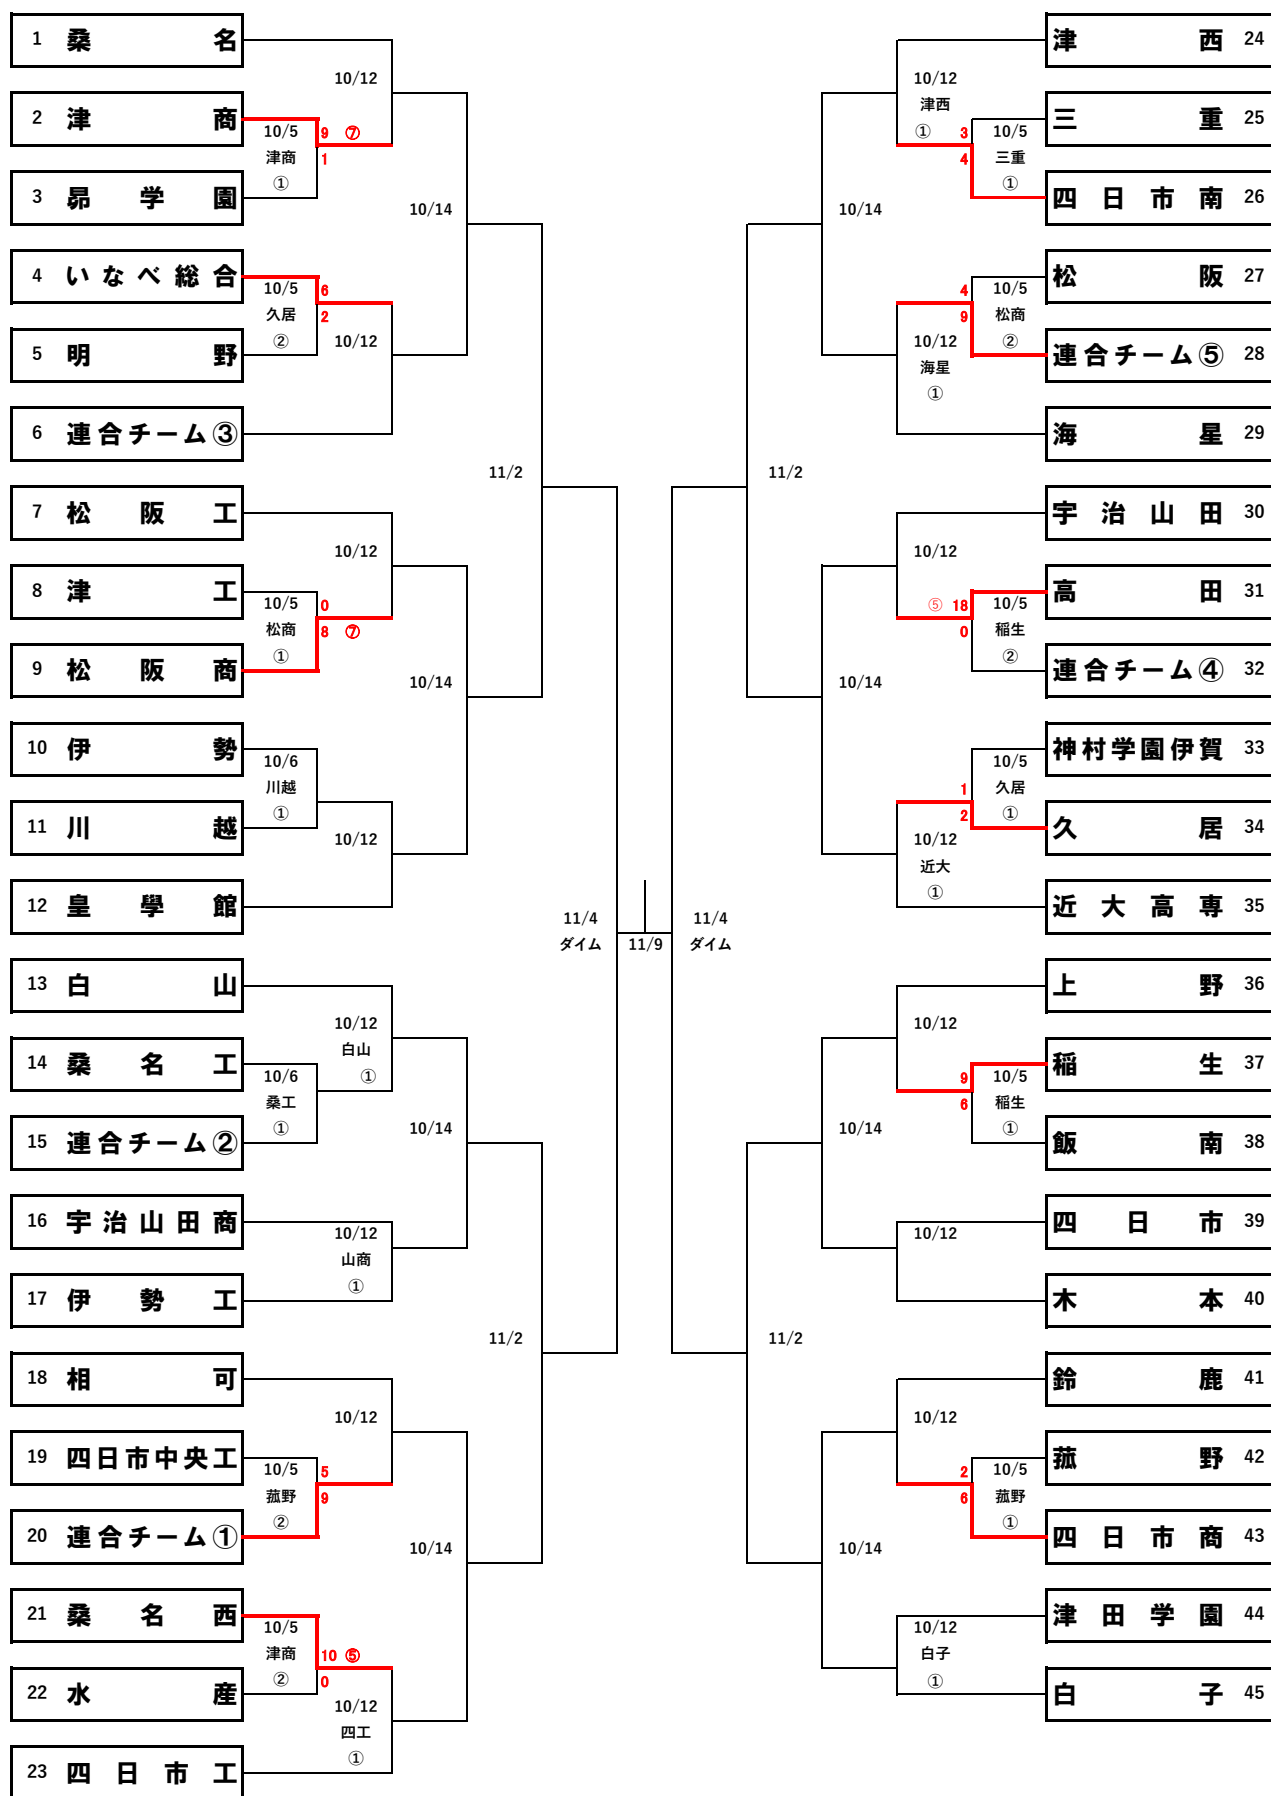 1 桑名
10/12
2 津商
10/5 9 ⑦
津商 1
①
3 昴学園
10/14
4 いなべ総合
10/5 6
久居 2
② 10/12
5 明野
6 連合チーム③
11/2
7 松阪工
10/12
8 津工
10/5 0
松商 8 ⑦
①
9 松阪商
10/14
10 伊勢
10/6
川越
①
11 川越
10/12
12 皇學館
11/4
ダイム
11/9
13 白山
10/12
白山
①
14 桑名工
10/6
桑工
①
15 連合チーム②
10/14
16 宇治山田商
10/12
山商
①
17 伊勢工
11/2
18 相可
10/12
19 四日市中央工
10/5 5
菰野 9
②
20 連合チーム①
10/14
21 桑名西
10/5
津商 10 ⑤
② 0
22 水産
10/12
四工
①
23 四日市工
津西 24
10/12
津西
①
三重 25
3 10/5
4 三重
①
四日市南 26
10/14
松阪 27
4 10/5
9 松商
②
10/12
海星
①
連合チーム⑤ 28
海星 29
11/2
宇治山田 30
10/12
高田 31
⑤ 18 10/5
0 稲生
②
連合チーム④ 32
10/14
神村学園伊賀 33
10/5
1 久居
2 ①
久居 34
10/12
近大
①
近大高専 35
11/4
ダイム
上野 36
10/12
稲生 37
9 10/5
6 稲生
①
飯南 38
10/14
四日市 39
10/12
木本 40
11/2
鈴鹿 41
10/12
菰野 42
2 10/5
6 菰野
①
四日市商 43
10/14
津田学園 44
10/12
白子
①
白子 45